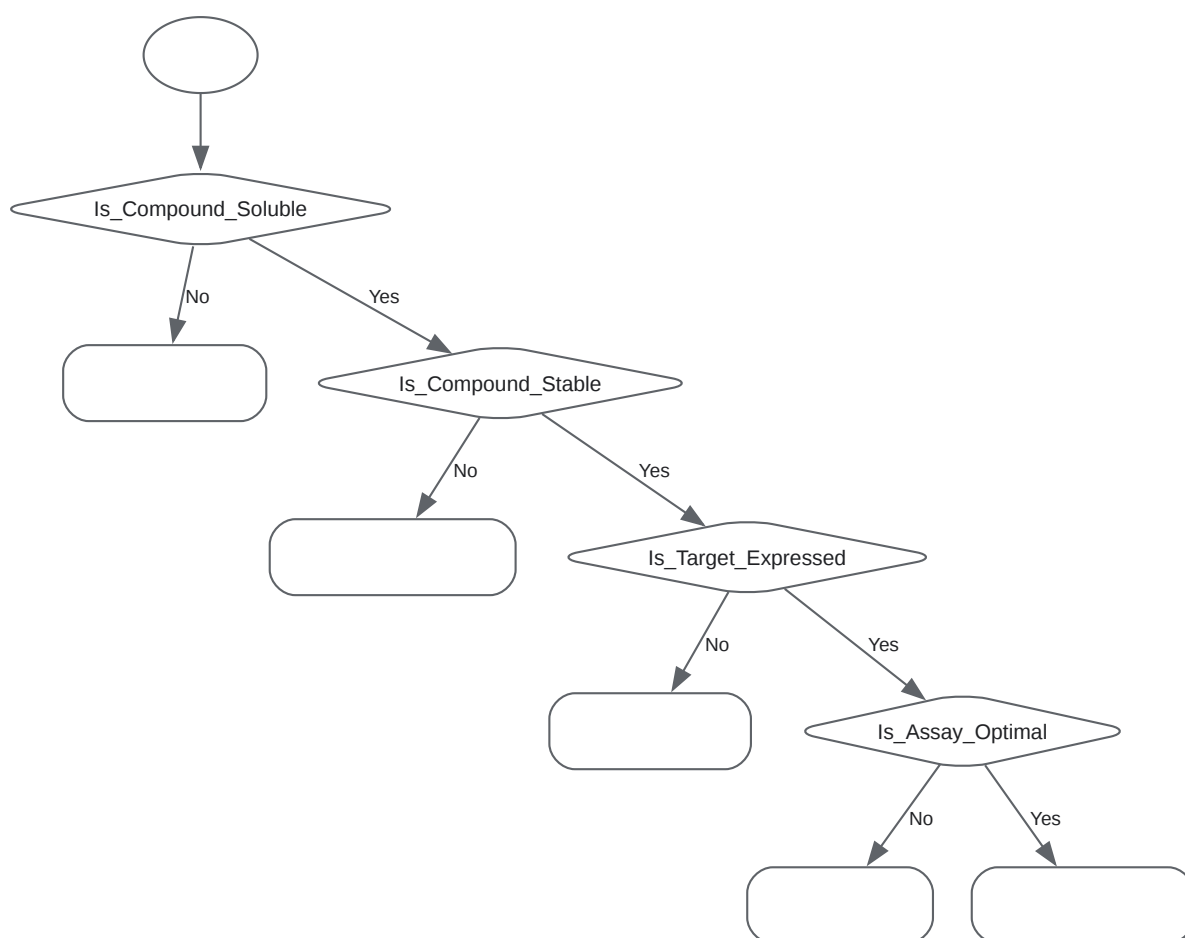 Is_Compound_Soluble
No
Yes
Is_Compound_Stable
No
Yes
Is_Target_Expressed
No
Yes
Is_Assay_Optimal
No
Yes